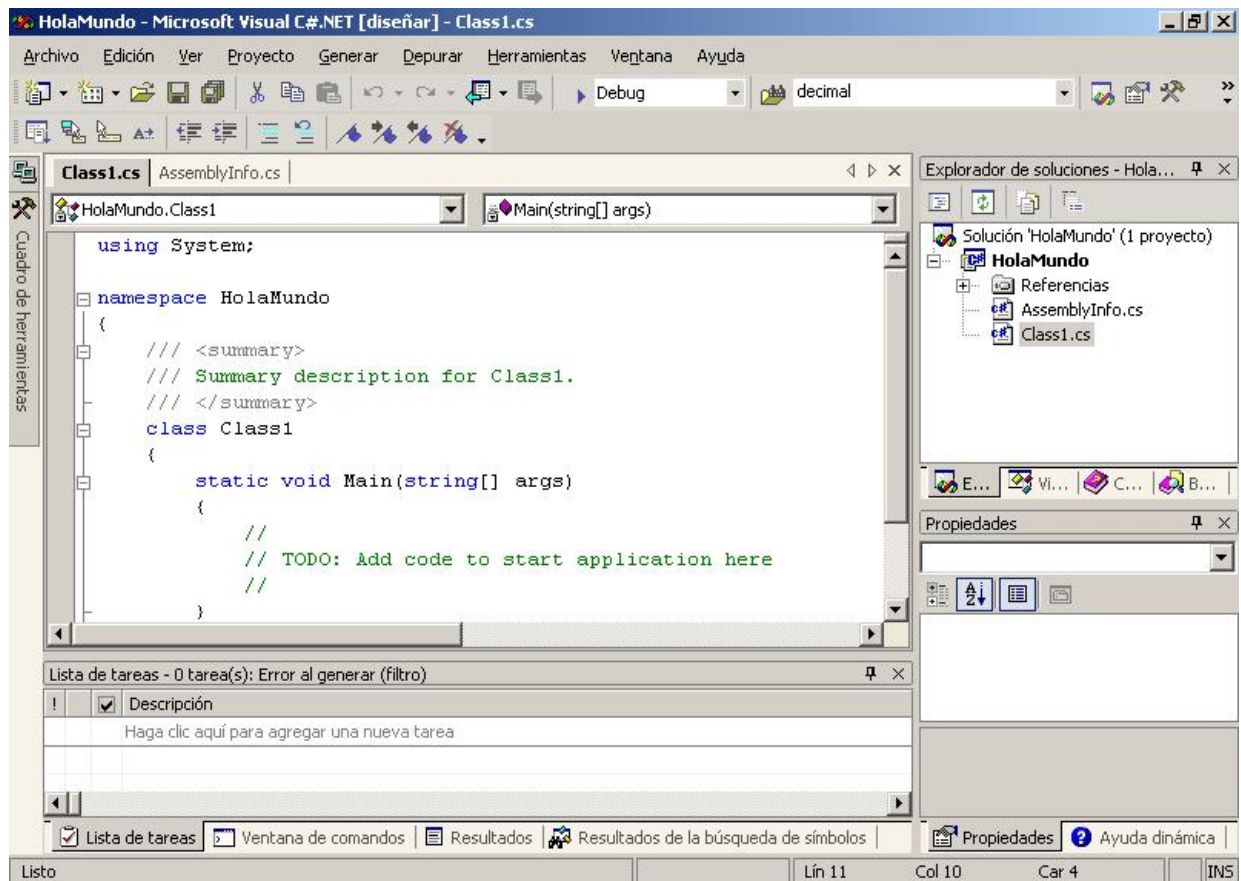 HolaMundo - Microsoft Visual C#.NET [diseñar] - Class1.cs
Archivo Edición Ver Proyecto Generar Depurar Herramientas Ventana Ayuda
Debug decimal
Class1.cs AssemblyInfo.cs
HolaMundo.Class1 Main(string[] args)
Cuadro de herramientas
using System;
namespace HolaMundo
{
/// <summary>
/// Summary description for Class1.
/// </summary>
class Class1
{
static void Main(string[] args)
{
//
// TODO: Add code to start application here
//
}
Explorador de soluciones - Hola...
Solución 'HolaMundo' (1 proyecto)
HolaMundo
Referencias
AssemblyInfo.cs
Class1.cs
E... Vi... C... B...
Propiedades
Lista de tareas - 0 tarea(s): Error al generar (filtro)
! Descripción
Haga clic aquí para agregar una nueva tarea
Lista de tareas Ventana de comandos Resultados Resultados de la búsqueda de símbolos
Propiedades Ayuda dinámica
Listo Lín 11 Col 10 Car 4 INS